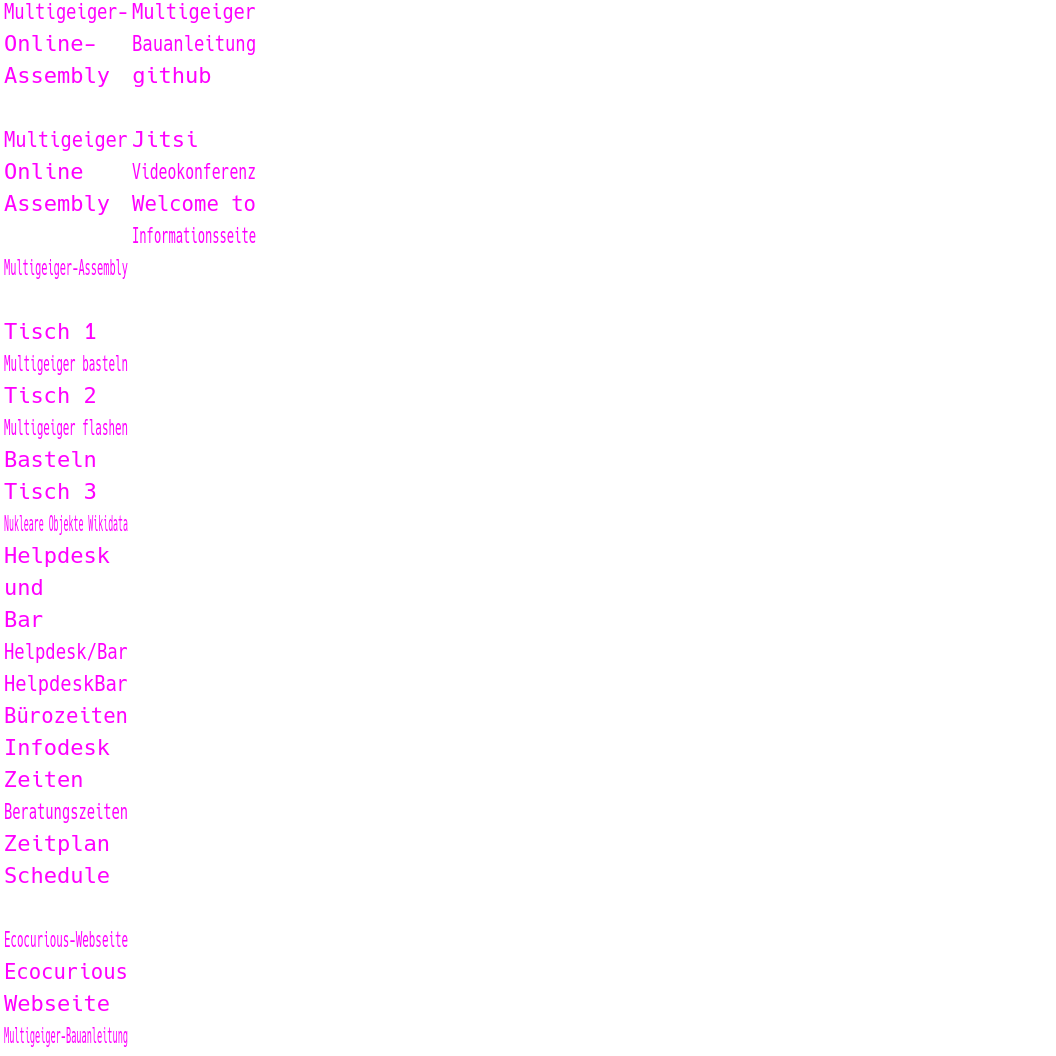 Multigeiger- Multigeiger
Online- Bauanleitung
Assembly github
Multigeiger Jitsi
Online Videokonferenz
Assembly Welcome to
Informationsseite
Multigeiger-Assembly
Tisch 1
Multigeiger basteln
Tisch 2
Multigeiger flashen
Basteln
Tisch 3
Nukleare Objekte Wikidata
Helpdesk
und
Bar
Helpdesk/Bar
HelpdeskBar
Bürozeiten
Infodesk
Zeiten
Beratungszeiten
Zeitplan
Schedule
Ecocurious-Webseite
Ecocurious
Webseite
Multigeiger-Bauanleitung